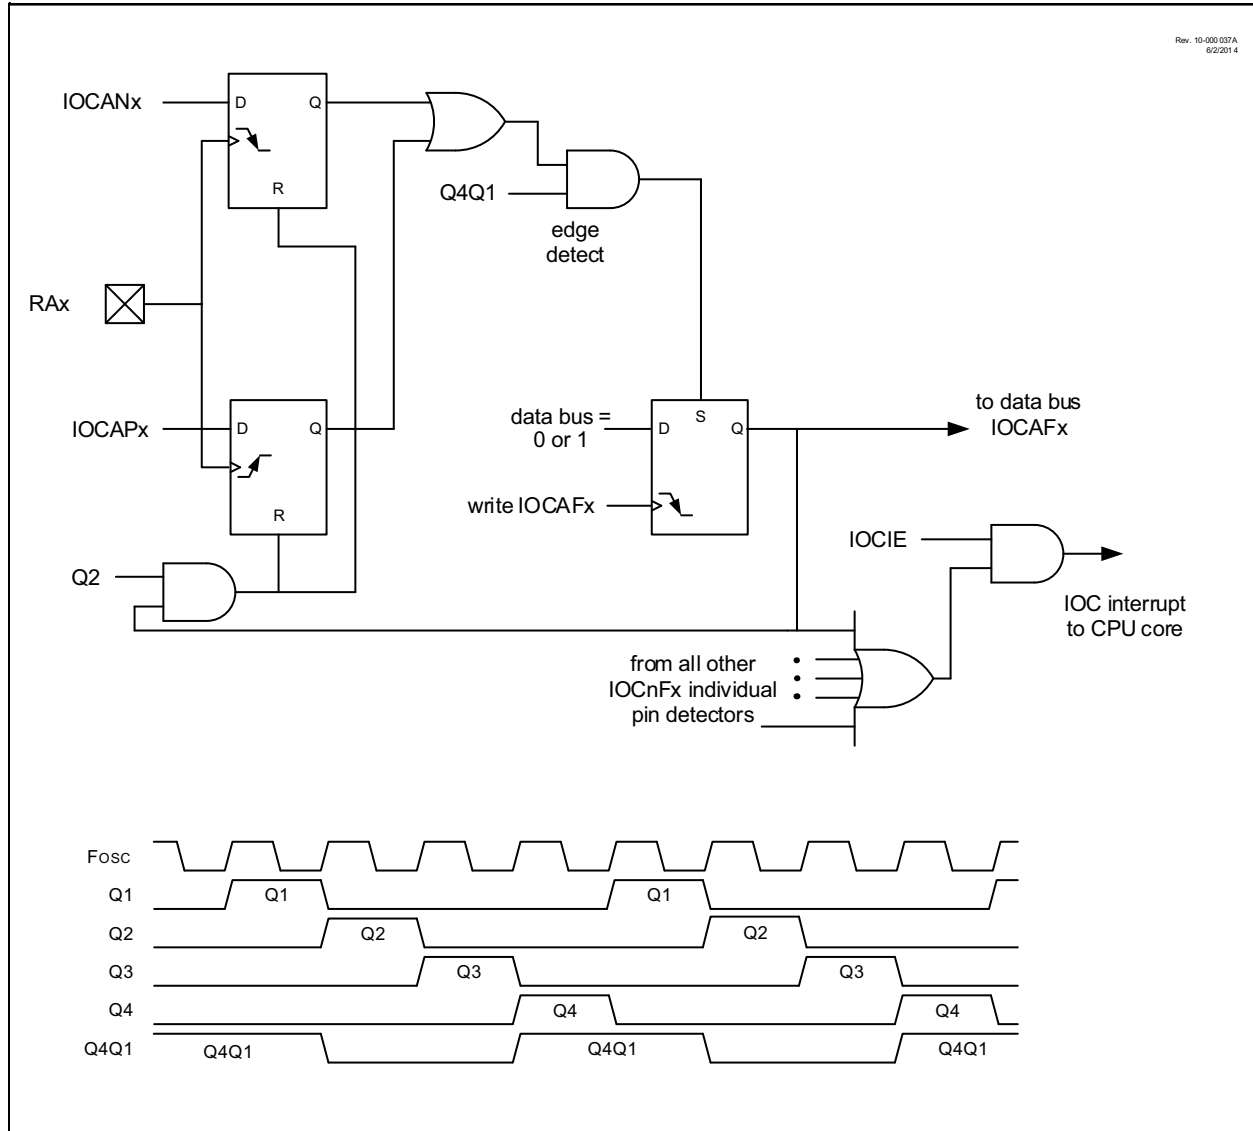 Rev. 10-000 037A
6/2/201 4
IOCANx
D
Q
R
Q4Q1
edge
detect
RAx
IOCAPx
D
Q
R
Q2
data bus =
0 or 1
S
D
Q
write IOCAFx
to data bus
IOCAFx
IOCIE
IOC interrupt
to CPU core
from all other
IOCnFx individual
pin detectors
FOSC
Q1
Q1
Q1
Q2
Q2
Q2
Q3
Q3
Q3
Q4
Q4
Q4
Q4Q1
Q4Q1
Q4Q1
Q4Q1